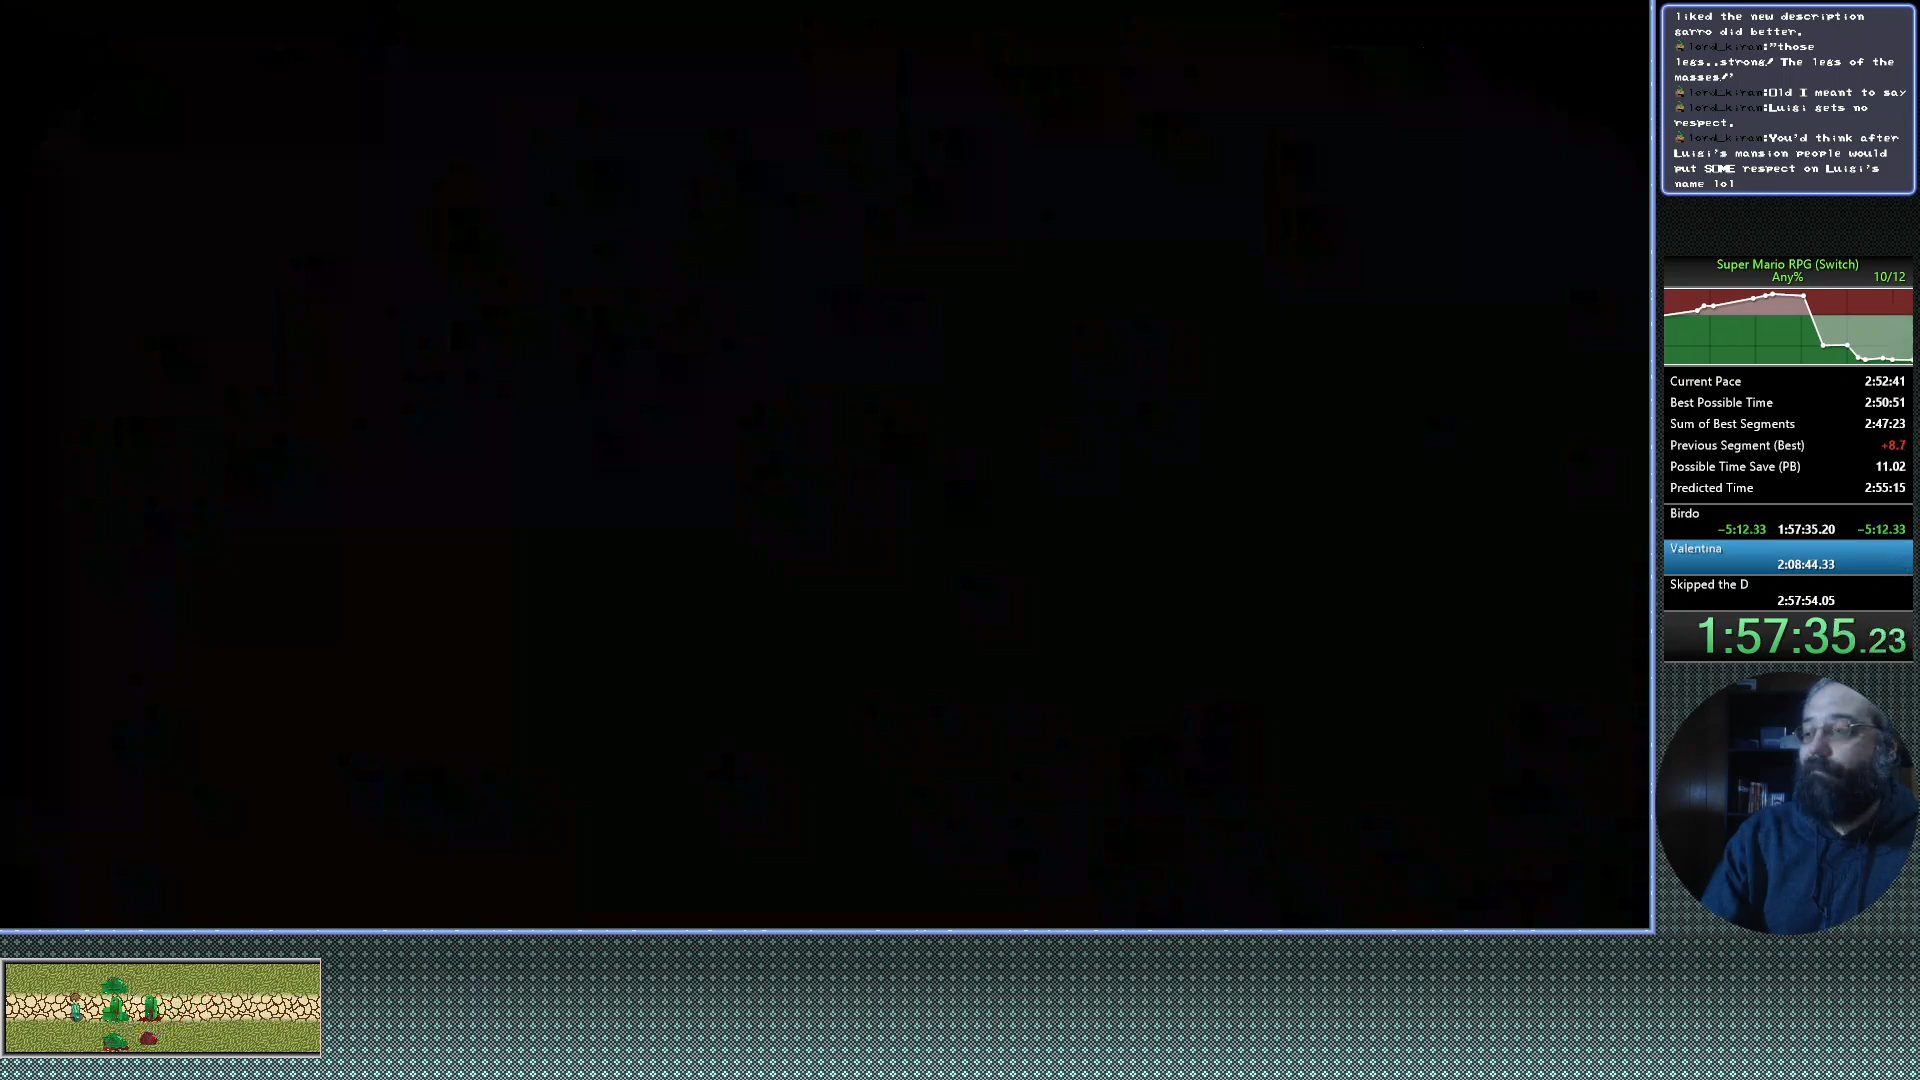 liked the new description
garro did better.
lord_kiran:"those
legs..strong! The legs of the
masses!"
lord_kiran:Old I meant to say
lord_kiran:Luigi gets no
respect.
lord_kiran:You'd think after
Luigi's mansion people would
put SOME respect on Luigi's
name lol
Super Mario RPG (Switch)
Any% 10/12
Current Pace 2:52:41
Best Possible Time 2:50:51
Sum of Best Segments 2:47:23
Previous Segment (Best) +8.7
Possible Time Save (PB) 11.02
Predicted Time 2:55:15
Birdo
−5:12.33 1:57:35.20 −5:12.33
Valentina
2:08:44.33
Skipped the D
2:57:54.05
1:57:35.23